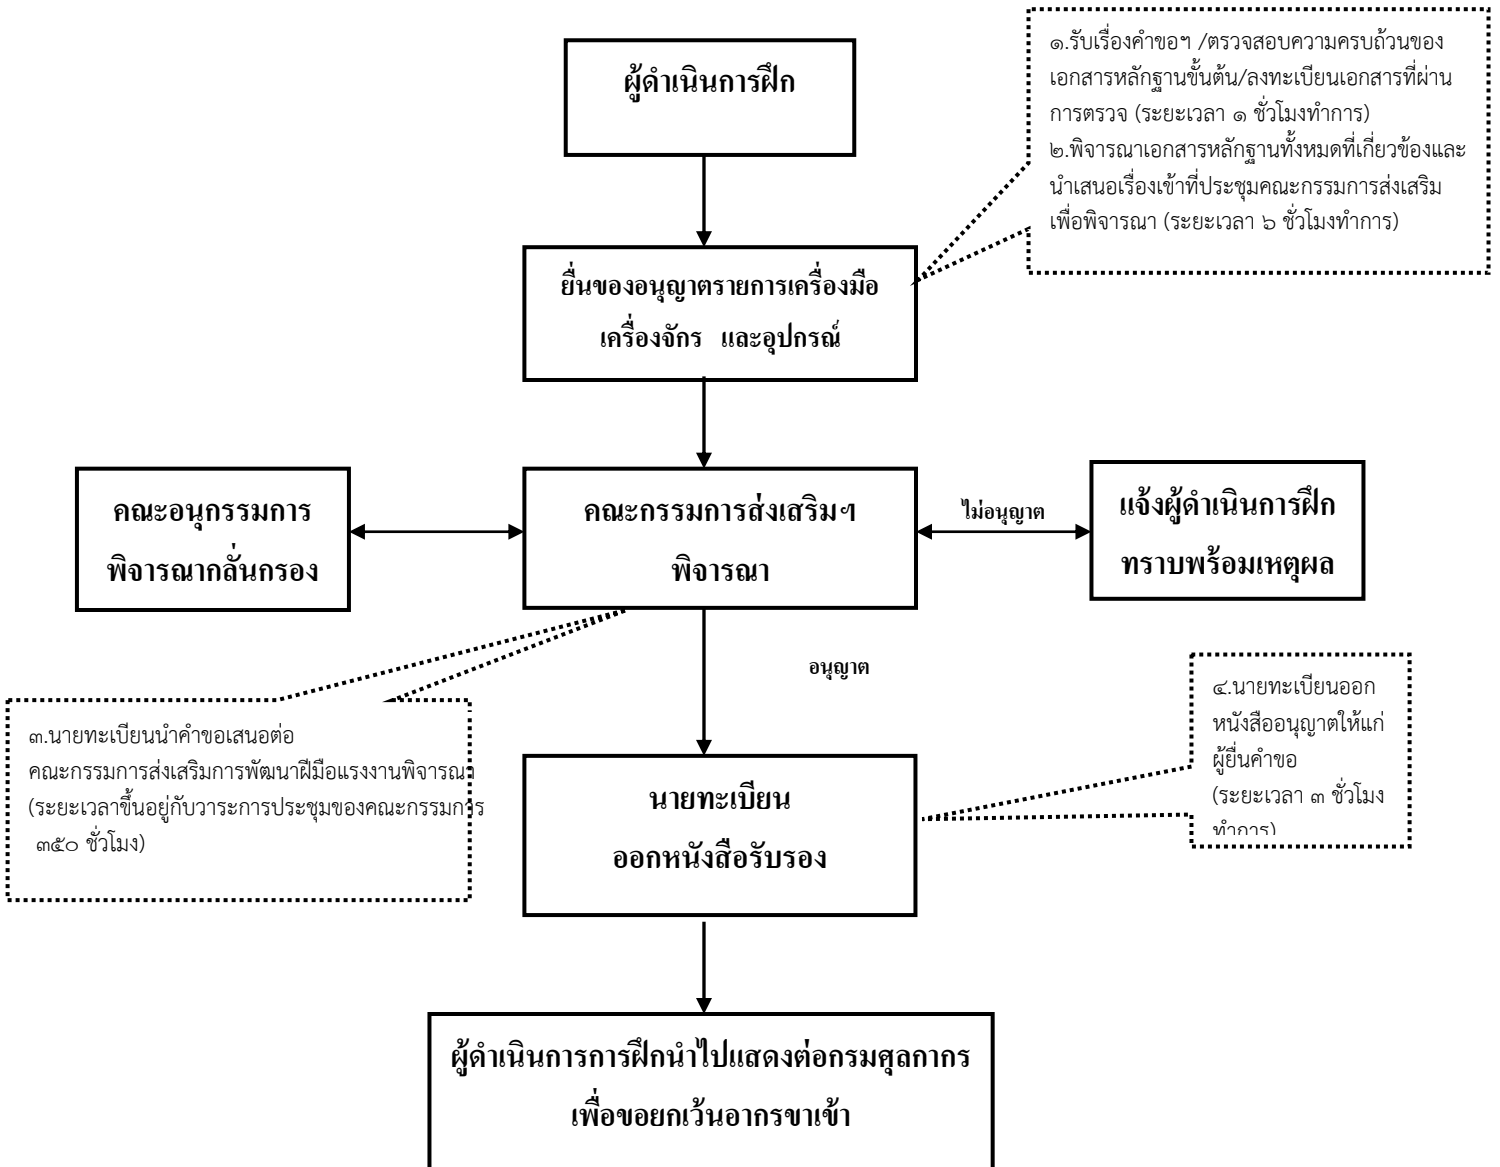 ผู้ดำเนินการฝึก
๑.รับเรื่องคำขอฯ /ตรวจสอบความครบถ้วนของ
เอกสารหลักฐานขั้นต้น/ลงทะเบียนเอกสารที่ผ่าน
การตรวจ (ระยะเวลา ๑ ชั่วโมงทำการ)
๒.พิจารณาเอกสารหลักฐานทั้งหมดที่เกี่ยวข้องและ
นำเสนอเรื่องเข้าที่ประชุมคณะกรรมการส่งเสริม
เพื่อพิจารณา (ระยะเวลา ๖ ชั่วโมงทำการ)
ยื่นของอนุญาตรายการเครื่องมือ
เครื่องจักร และอุปกรณ์
คณะอนุกรรมการ
พิจารณากลั่นกรอง
คณะกรรมการส่งเสริมฯ
พิจารณา
ไม่อนุญาต
แจ้งผู้ดำเนินการฝึก
ทราบพร้อมเหตุผล
อนุญาต
๓.นายทะเบียนนำคำขอเสนอต่อ
คณะกรรมการส่งเสริมการพัฒนาฝีมือแรงงานพิจารณา
(ระยะเวลาขึ้นอยู่กับวาระการประชุมของคณะกรรมการ
๓๕๐ ชั่วโมง)
๔.นายทะเบียนออก
หนังสืออนุญาตให้แก่
ผู้ยื่นคำขอ
(ระยะเวลา ๓ ชั่วโมง
ทำการ)
นายทะเบียน
ออกหนังสือรับรอง
ผู้ดำเนินการการฝึกนำไปแสดงต่อกรมศุลกากร
เพื่อขอยกเว้นอากรขาเข้า